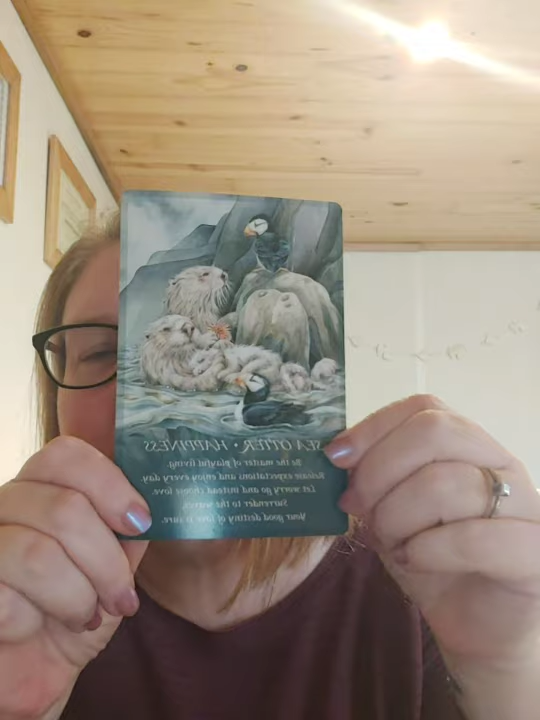 SEA OTTER • HAPPINESS
Be the master of playful living.
Release expectations and enjoy every day.
Let worry go and instead choose love.
Surrender to the waves.
Your good destiny of love is sure.